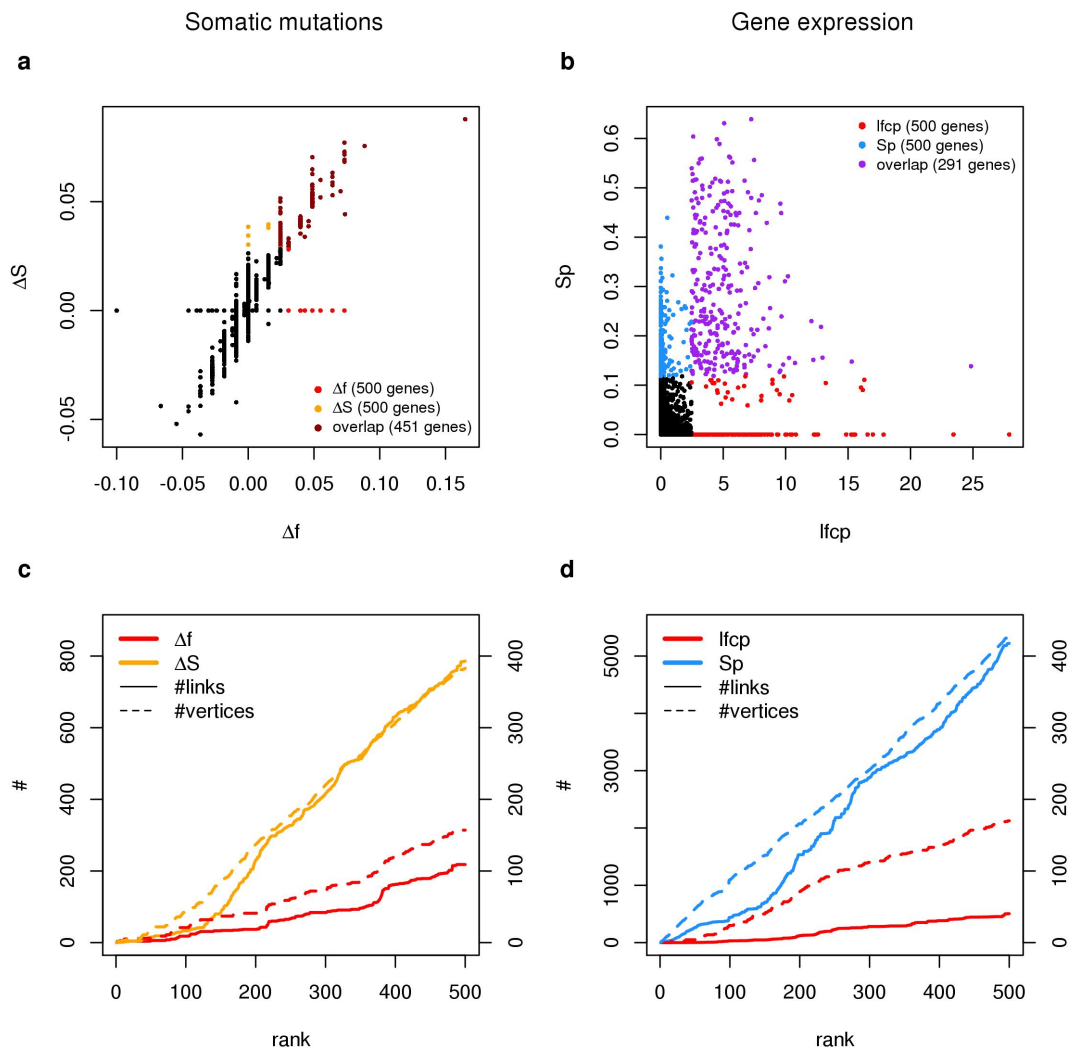 Somatic mutations
Gene expression
a
ΔS
0.05
0.00
-0.05
Δf (500 genes)
ΔS (500 genes)
overlap (451 genes)
-0.10 -0.05 0.00 0.05 0.10 0.15
Δf
b
Sp
0.6
0.5
0.4
0.3
0.2
0.1
0.0
lfcp (500 genes)
Sp (500 genes)
overlap (291 genes)
0 5 10 15 20 25
lfcp
c
Δf
ΔS
#links
#vertices
#
800
600
400
200
0
400
300
200
100
0
0 100 200 300 400 500
rank
d
lfcp
Sp
#links
#vertices
#
5000
3000
1000
0
400
300
200
100
0
0 100 200 300 400 500
rank